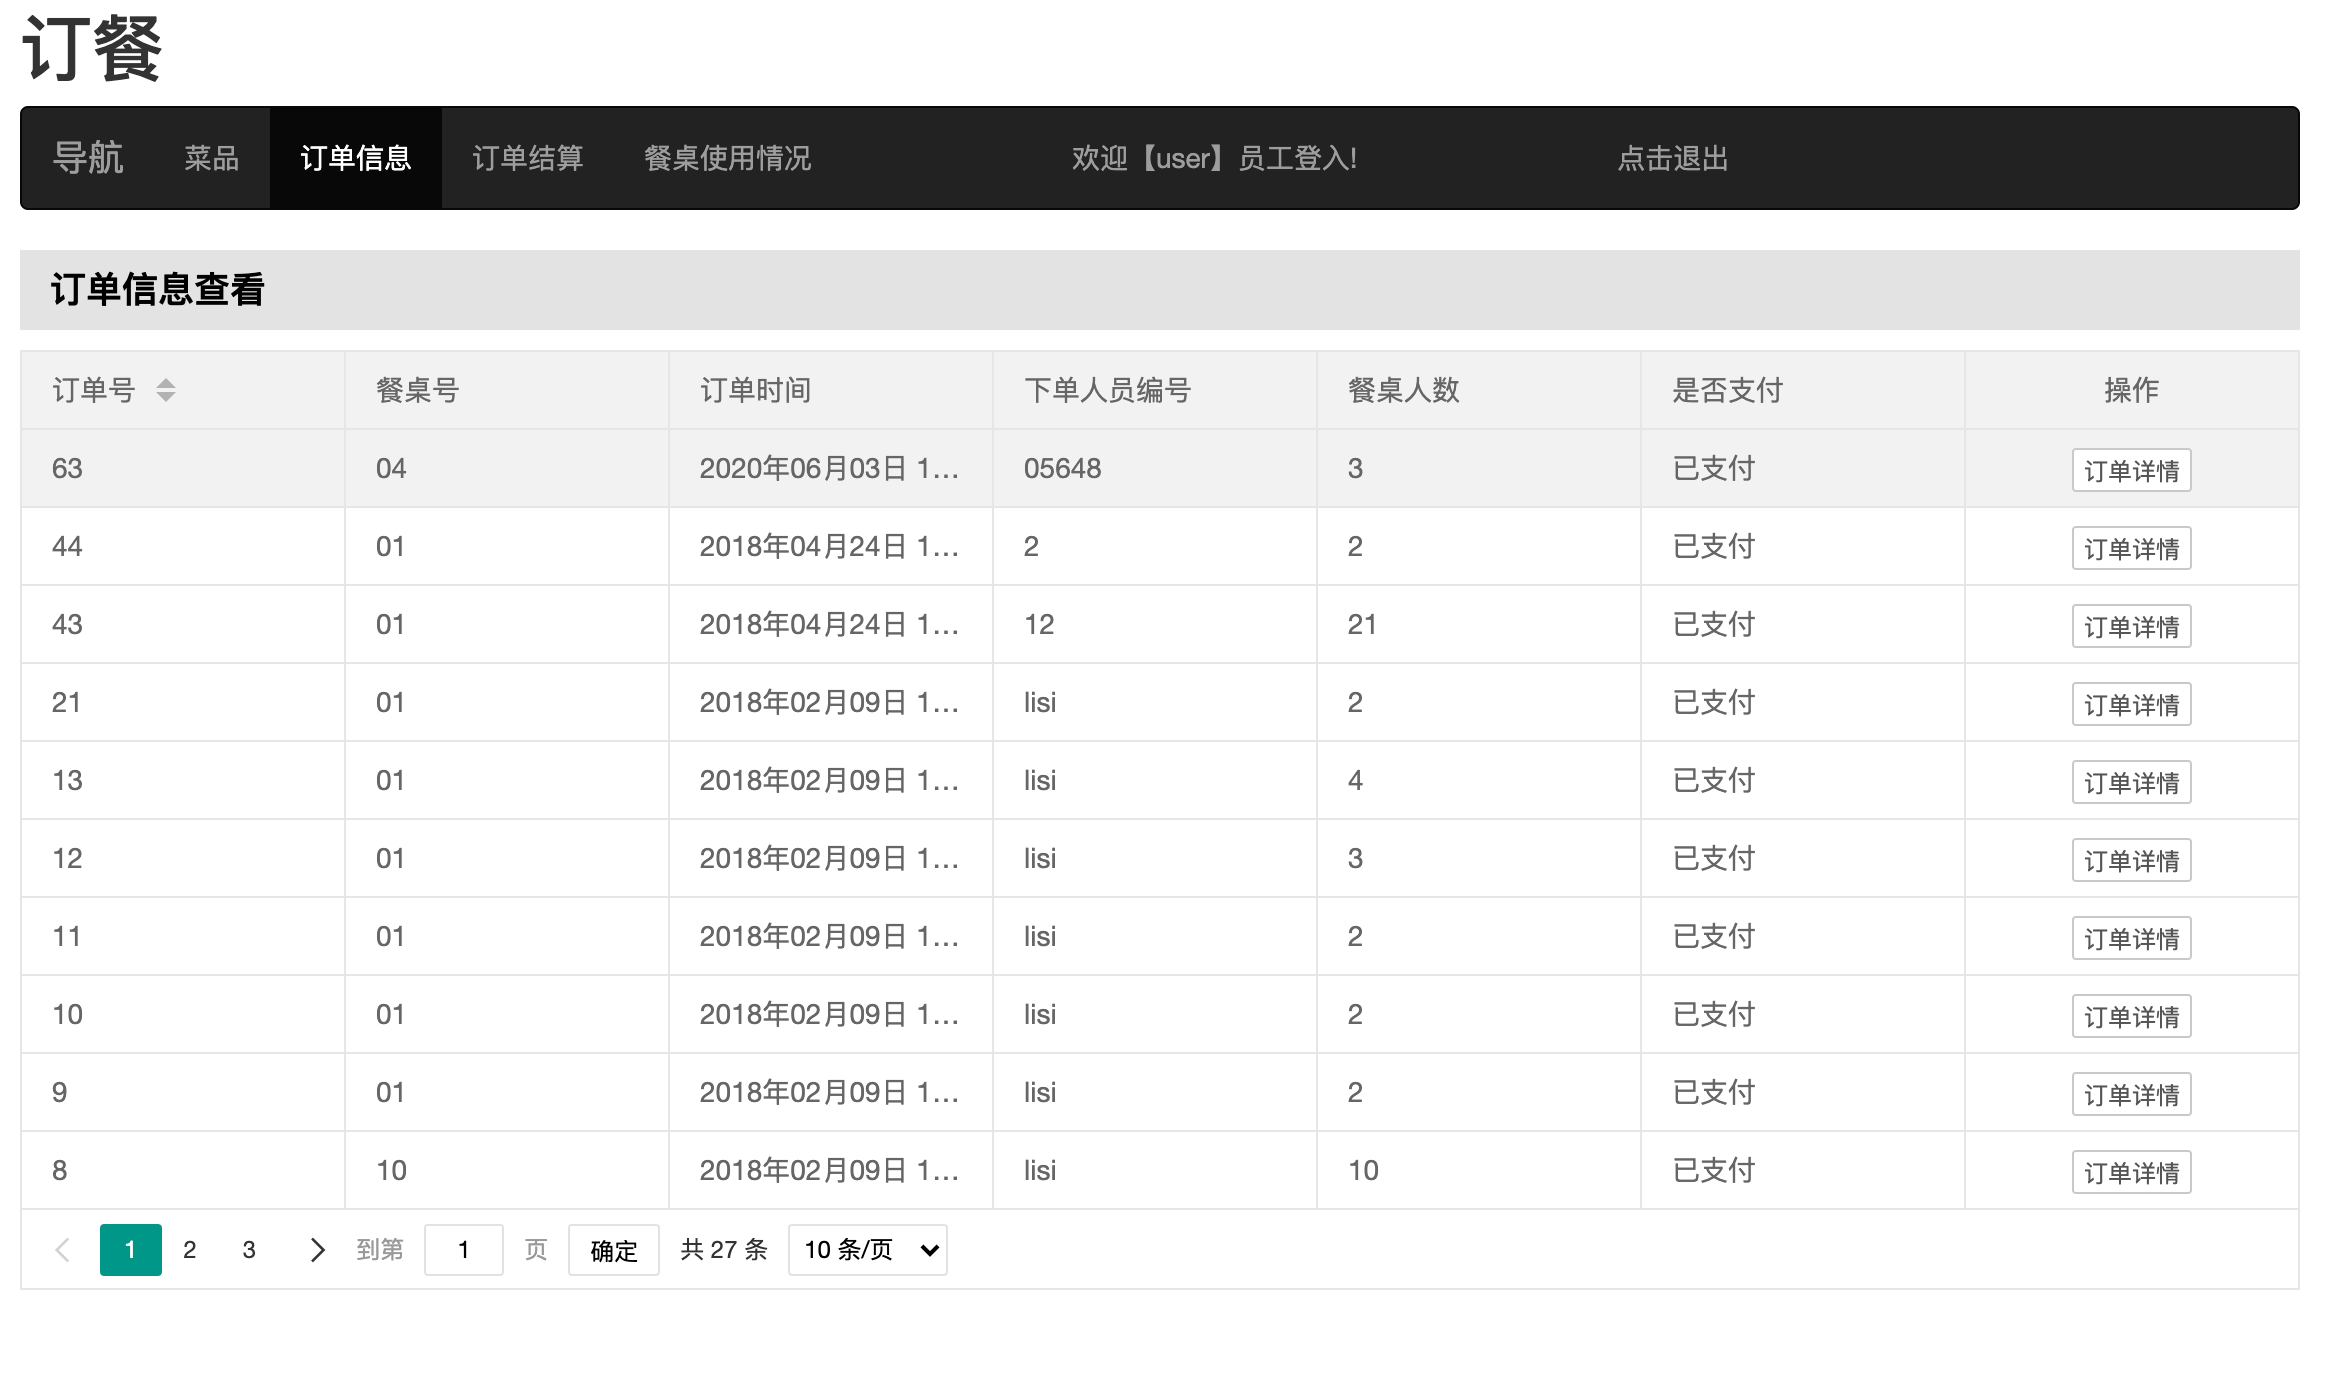 订餐
导航 菜品 订单信息 订单结算 餐桌使用情况 欢迎【user】员工登入! 点击退出
订单信息查看
订单号 餐桌号 订单时间 下单人员编号 餐桌人数 是否支付 操作
63 04 2020年06月03日 1... 05648 3 已支付 订单详情
44 01 2018年04月24日 1... 2 2 已支付 订单详情
43 01 2018年04月24日 1... 12 21 已支付 订单详情
21 01 2018年02月09日 1... lisi 2 已支付 订单详情
13 01 2018年02月09日 1... lisi 4 已支付 订单详情
12 01 2018年02月09日 1... lisi 3 已支付 订单详情
11 01 2018年02月09日 1... lisi 2 已支付 订单详情
10 01 2018年02月09日 1... lisi 2 已支付 订单详情
9 01 2018年02月09日 1... lisi 2 已支付 订单详情
8 10 2018年02月09日 1... lisi 10 已支付 订单详情
1 2 3 到第 1 页 确定 共 27 条 10 条/页